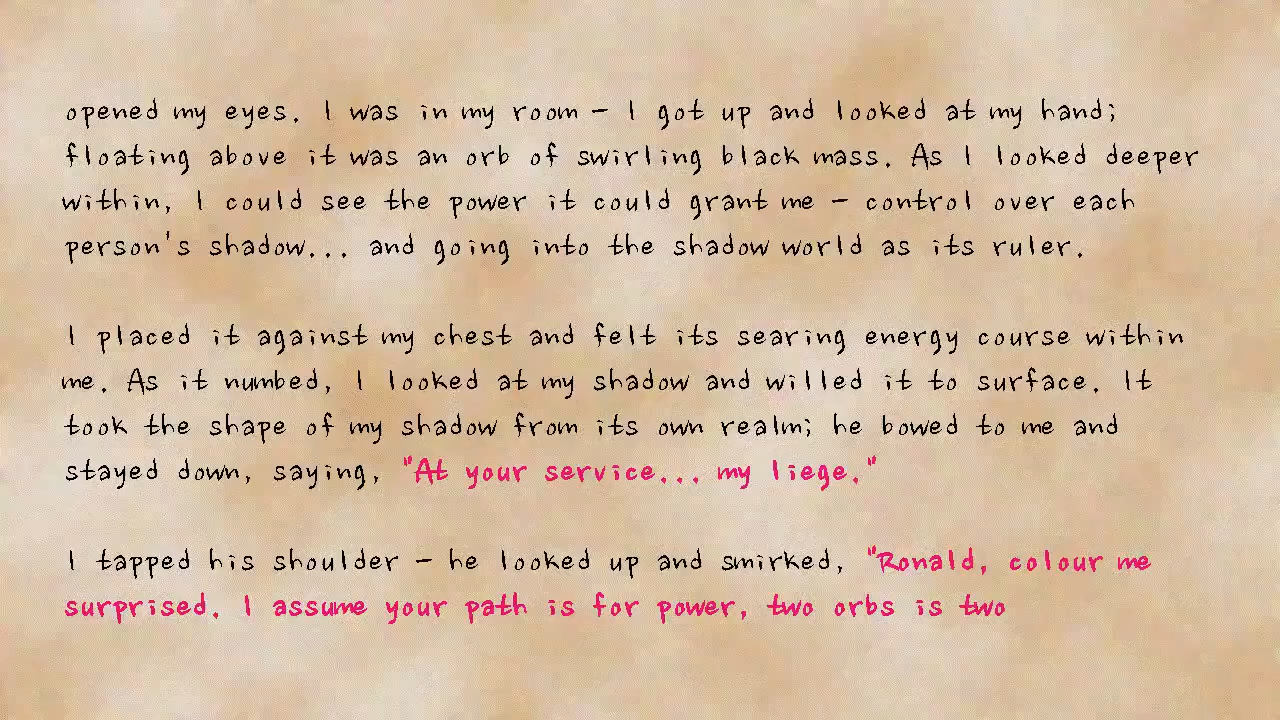 opened my eyes. I was in my room – I got up and looked at my hand;
floating above it was an orb of swirling black mass. As I looked deeper
within, I could see the power it could grant me – control over each
person's shadow... and going into the shadow world as its ruler.
I placed it against my chest and felt its searing energy course within
me. As it numbed, I looked at my shadow and willed it to surface. It
took the shape of my shadow from its own realm; he bowed to me and
stayed down, saying, "At your service... my liege."
I tapped his shoulder – he looked up and smirked, "Ronald, colour me
surprised. I assume your path is for power, two orbs is two